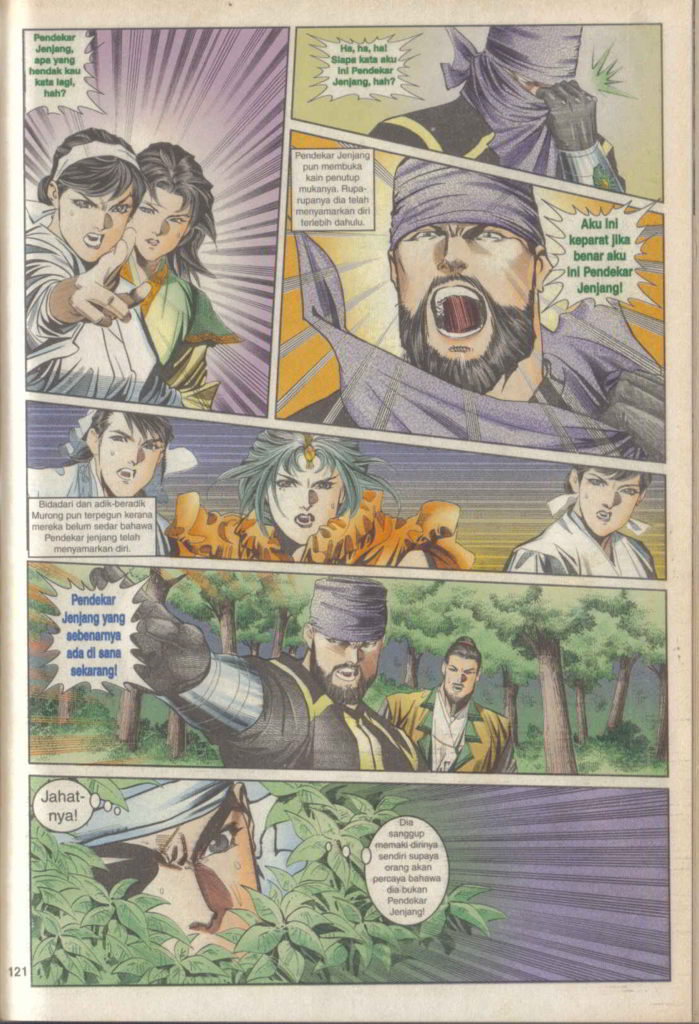 Pendekar
Jenjang,
apa yang
hendak kau
kata lagi,
hah?
Ha, ha, ha!
Siapa kata aku
ini Pendekar
Jenjang, hah?
Pendekar Jenjang
pun membuka
kain penutup
mukanya. Rupa-
rupanya dia telah
menyamarkan diri
terlebih dahulu.
Aku ini
keparat jika
benar aku
ini Pendekar
Jenjang!
Bidadari dan adik-beradik
Murong pun terpegun kerana
mereka belum sedar bahawa
Pendekar jenjang telah
menyamarkan diri.
Pendekar
Jenjang yang
sebenarnya
ada di sana
sekarang!
Jahat-
nya!
Dia
sanggup
memaki dirinya
sendiri supaya
orang akan
percaya bahawa
dia bukan
Pendekar
Jenjang!
121